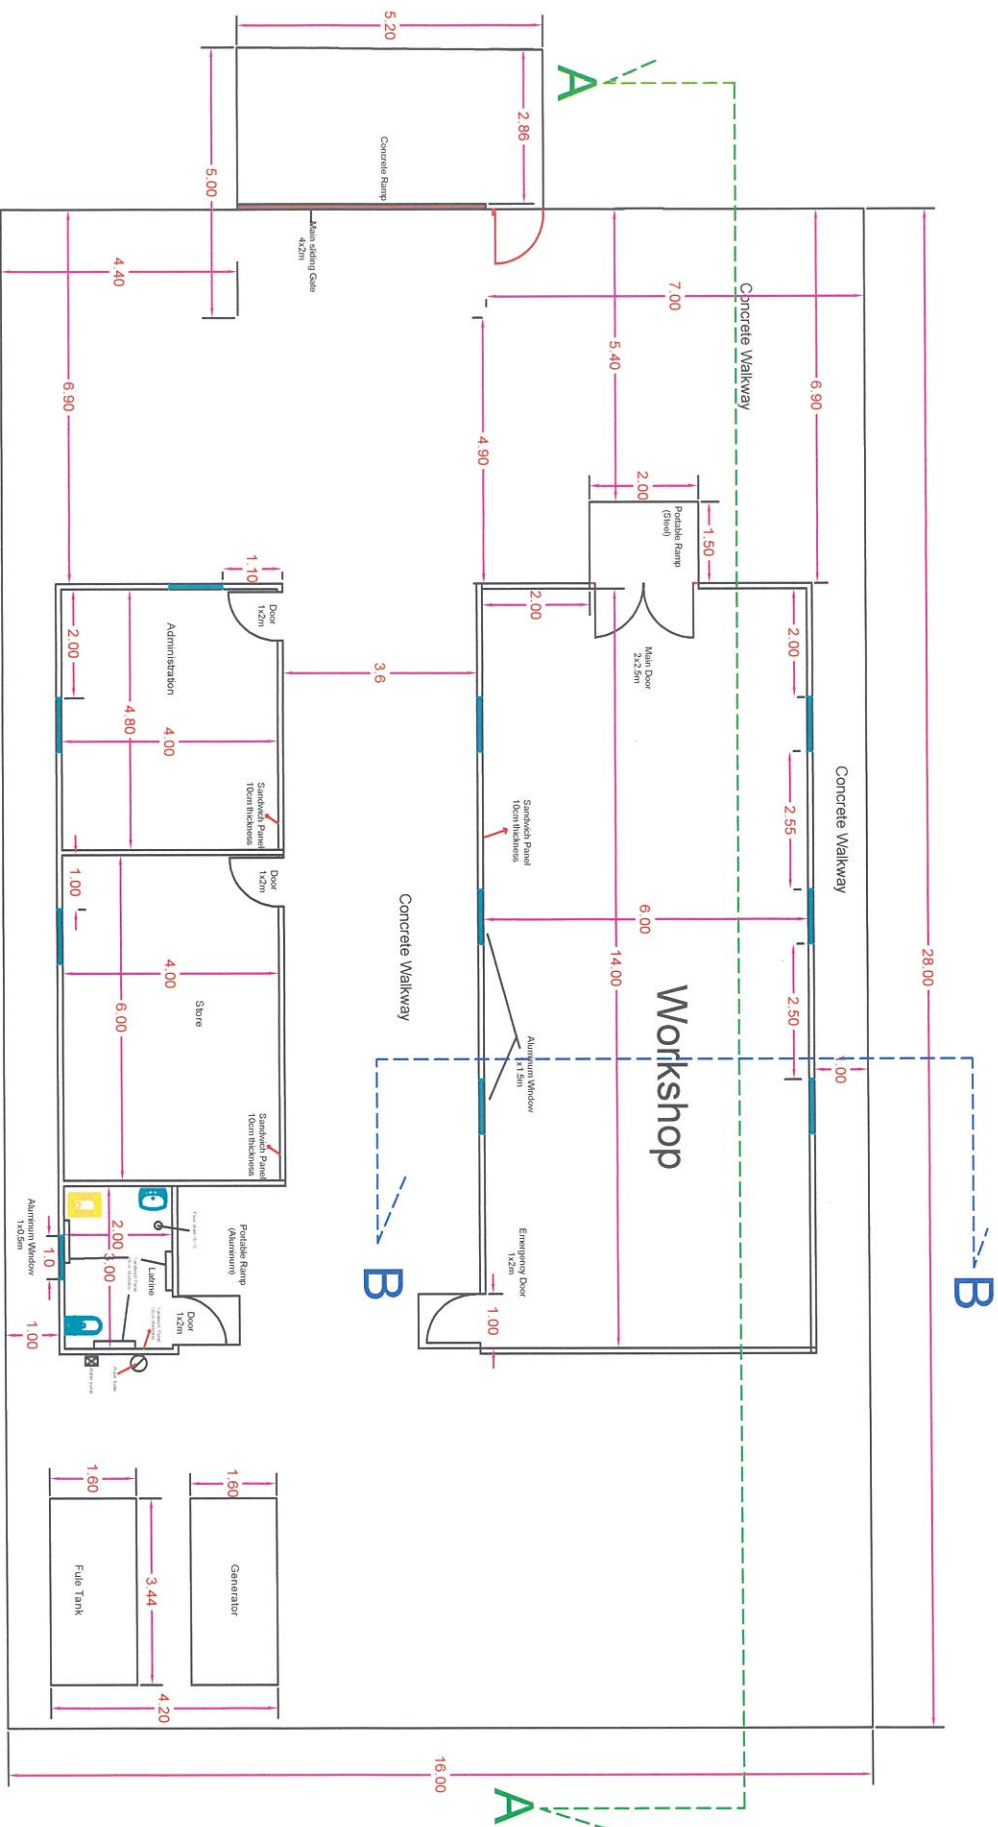 5.20
2.86
5.00
Concrete Ramp
Main sliding Gate
4x2m
A
28.00
4.40
6.90
7.00
Concrete Walkway
5.40
6.90
4.90
2.00
Portable Ramp
(Steel)
1.50
1.10
Door
1x2m
2.00
2.00
Main Door
2x2.5m
2.00
Administration
3.6
4.80
4.00
Sandwich Panel
10cm thickness
Sandwich Panel
10cm thickness
2.55
Concrete Walkway
1.00
Door
1x2m
Concrete Walkway
6.00
14.00
4.00
6.00
Store
2.50
Workshop
Aluminum Window
1x1.5m
1.00
Sandwich Panel
10cm thickness
B
B
Aluminum Window
1x0.5m
1.0
2.00
3.00
Latrine
Portable Ramp
(Aluminum)
Door
1x2m
Emergency Door
1x2m
1.00
1.00
1.60
1.60
Fule Tank
3.44
Generator
4.20
16.00
A